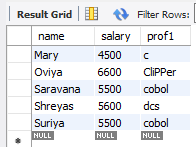 Result Grid Filter Rows:
name salary prof1
Mary 4500 c
Oviya 6600 CliPPer
Saravana 5500 cobol
Shreyas 5600 dcs
Suriya 5500 cobol
NULL NULL NULL